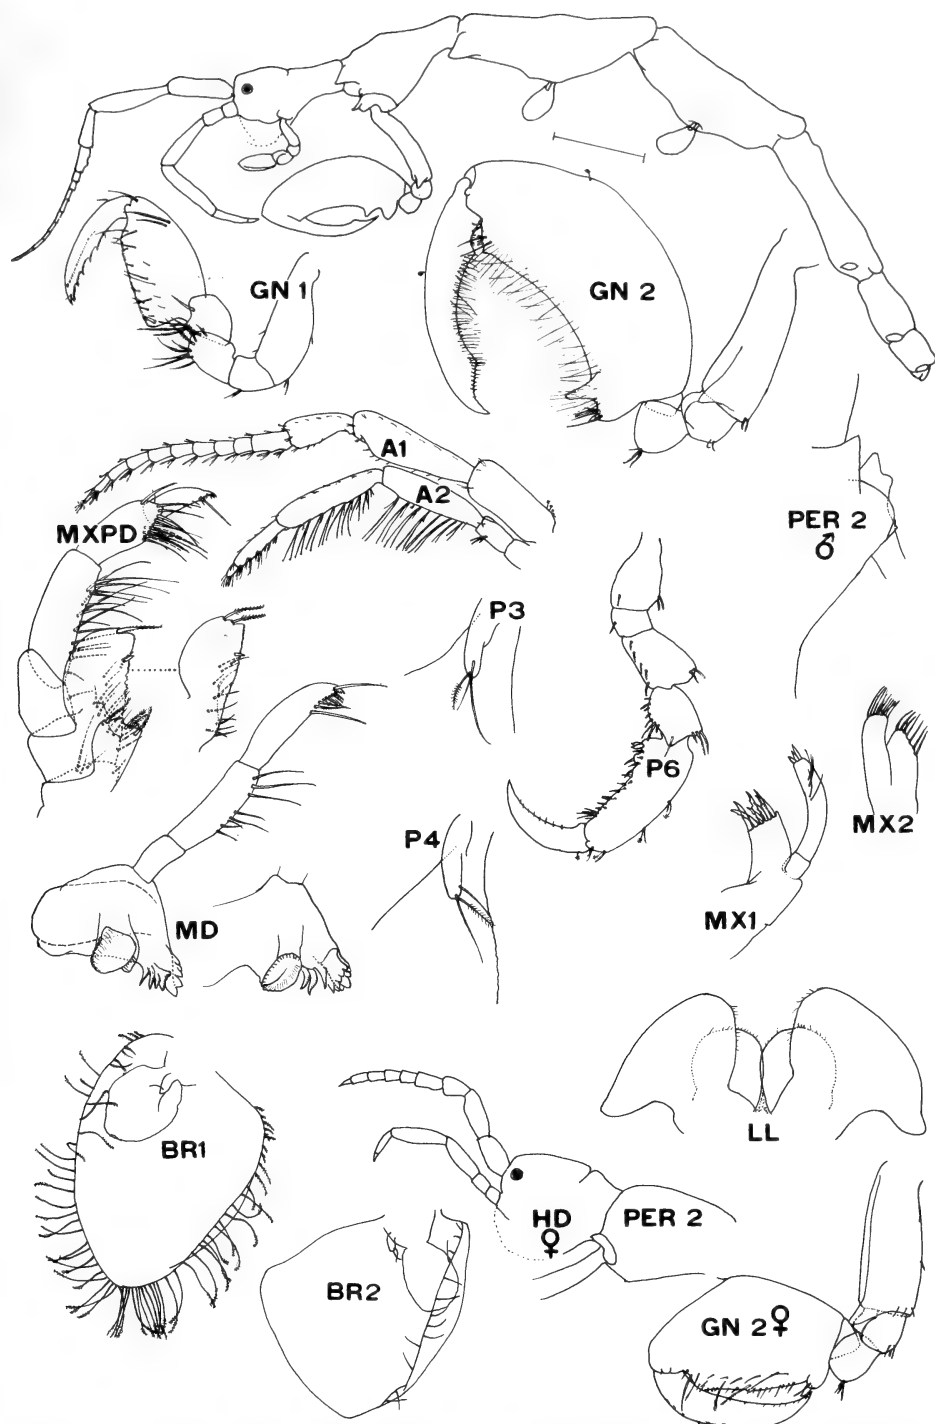 GN 1
GN 2
A1
A2
MXPD
PER 2
♂
P3
P6
P4
MX2
MX1
MD
LL
BR1
HD
♀
PER 2
BR2
GN 2♀